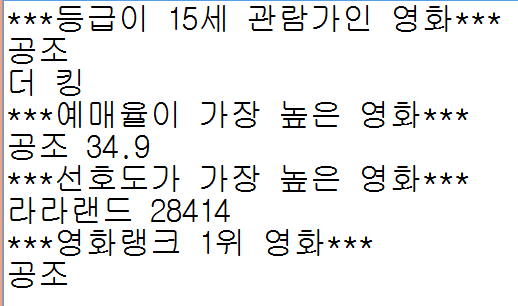 ***등급이 15세 관람가인 영화***
공조
더 킹
***예매율이 가장 높은 영화***
공조 34.9
***선호도가 가장 높은 영화***
라라랜드 28414
***영화랭크 1위 영화***
공조